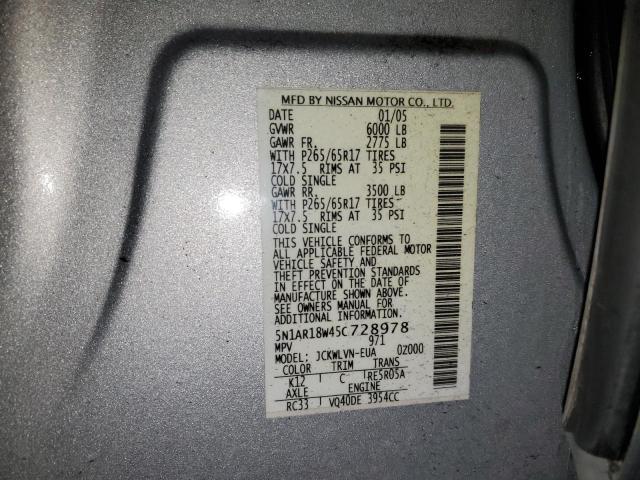 MFD BY NISSAN MOTOR CO., LTD.
DATE 01/05
GVWR 6000 LB
GAWR FR. 2775 LB
WITH P265/65R17 TIRES
17X7.5 RIMS AT 35 PSI
COLD SINGLE
GAWR RR. 3500 LB
WITH P265/65R17 TIRES
17X7.5 RIMS AT 35 PSI
COLD SINGLE
THIS VEHICLE CONFORMS TO
ALL APPLICABLE FEDERAL MOTOR
VEHICLE SAFETY AND
THEFT PREVENTION STANDARDS
IN EFFECT ON THE DATE OF
MANUFACTURE SHOWN ABOVE.
SEE OWNERS MANUAL FOR
ADDITIONAL INFORMATION.
5N1AR18W45C728978
MPV 971
MODEL: JCKWLVN-EUA 0Z000
COLOR TRIM TRANS
K12 C RE5R05A
AXLE ENGINE
RC33 VQ40DE 3954CC